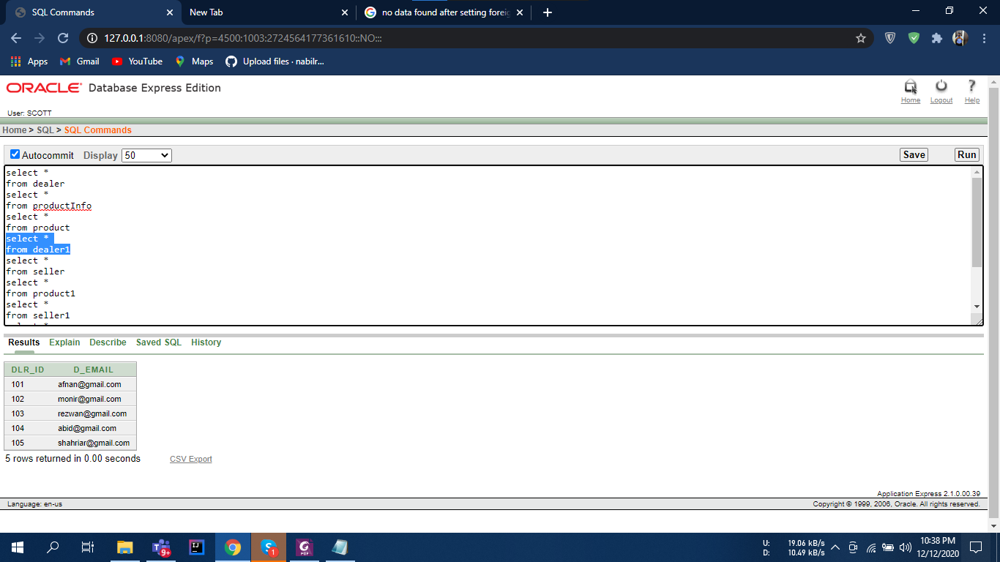 SQL Commands
New Tab
no data found after setting foreig
127.0.0.1:8080/apex/f?p=4500:1003:2724564177361610::NO:::
Apps
Gmail
YouTube
Maps
Upload files · nabilr...
ORACLE Database Express Edition
Home
Logout
Help
User: SCOTT
Home > SQL > SQL Commands
Autocommit Display 50
Save
Run
select *
from dealer
select *
from productInfo
select *
from product
select *
from dealer1
select *
from seller
select *
from product1
select *
from seller1
Results Explain Describe Saved SQL History
DLR_ID D_EMAIL
101 afnan@gmail.com
102 monir@gmail.com
103 rezwan@gmail.com
104 abid@gmail.com
105 shahriar@gmail.com
5 rows returned in 0.00 seconds
CSV Export
Application Express 2.1.0.00.39
Language: en-us
Copyright © 1999, 2006, Oracle. All rights reserved.
9+
IJ
1
PDF
U: 19.06 kB/s
D: 10.49 kB/s
10:38 PM
12/12/2020